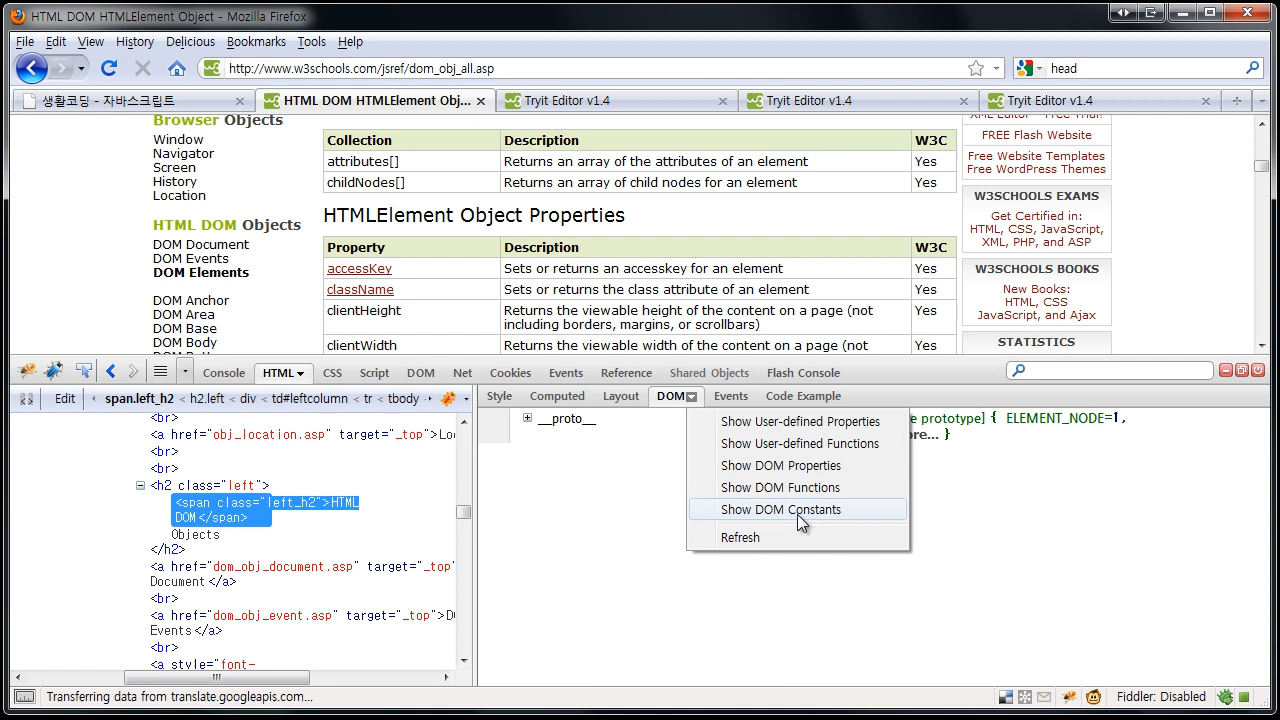 HTML DOM HTMLElement Object - Mozilla Firefox
File Edit View History Delicious Bookmarks Tools Help
http://www.w3schools.com/jsref/dom_obj_all.asp
head
생활코딩 - 자바스크립트
HTML DOM HTMLElement Obj...
Tryit Editor v1.4
Tryit Editor v1.4
Tryit Editor v1.4
Browser Objects
Window
Navigator
Screen
History
Location
HTML DOM Objects
DOM Document
DOM Events
DOM Elements
DOM Anchor
DOM Area
DOM Base
DOM Body
Collection Description W3C
attributes[] Returns an array of the attributes of an element Yes
childNodes[] Returns an array of child nodes for an element Yes
HTMLElement Object Properties
Property Description W3C
accessKey Sets or returns an accesskey for an element Yes
className Sets or returns the class attribute of an element Yes
clientHeight Returns the viewable height of the content on a page (not Yes
including borders, margins, or scrollbars)
clientWidth Returns the viewable width of the content on a page (not Yes
XML Editor - Free Trial!
FREE Flash Website
Free Website Templates
Free WordPress Themes
W3SCHOOLS EXAMS
Get Certified in:
HTML, CSS, JavaScript,
XML, PHP, and ASP
W3SCHOOLS BOOKS
New Books:
HTML, CSS
JavaScript, and Ajax
STATISTICS
Console HTML CSS Script DOM Net Cookies Events Reference Shared Objects Flash Console
Edit span.left_h2 < h2.left < div < td#leftcolumn < tr < tbody <
<br>
<a href="obj_location.asp" target="_top">Lo
<br>
<br>
<h2 class="left">
<span class="left_h2">HTML
DOM</span>
Objects
</h2>
<a href="dom_obj_document.asp" target="_top"
Document</a>
<br>
<a href="dom_obj_event.asp" target="_top">D
Events</a>
<br>
<a style="font-
Style Computed Layout DOM Events Code Example
__proto__
e prototype] { ELEMENT_NODE=1,
ore... }
Show User-defined Properties
Show User-defined Functions
Show DOM Properties
Show DOM Functions
Show DOM Constants
Refresh
Transferring data from translate.googleapis.com...
Fiddler: Disabled